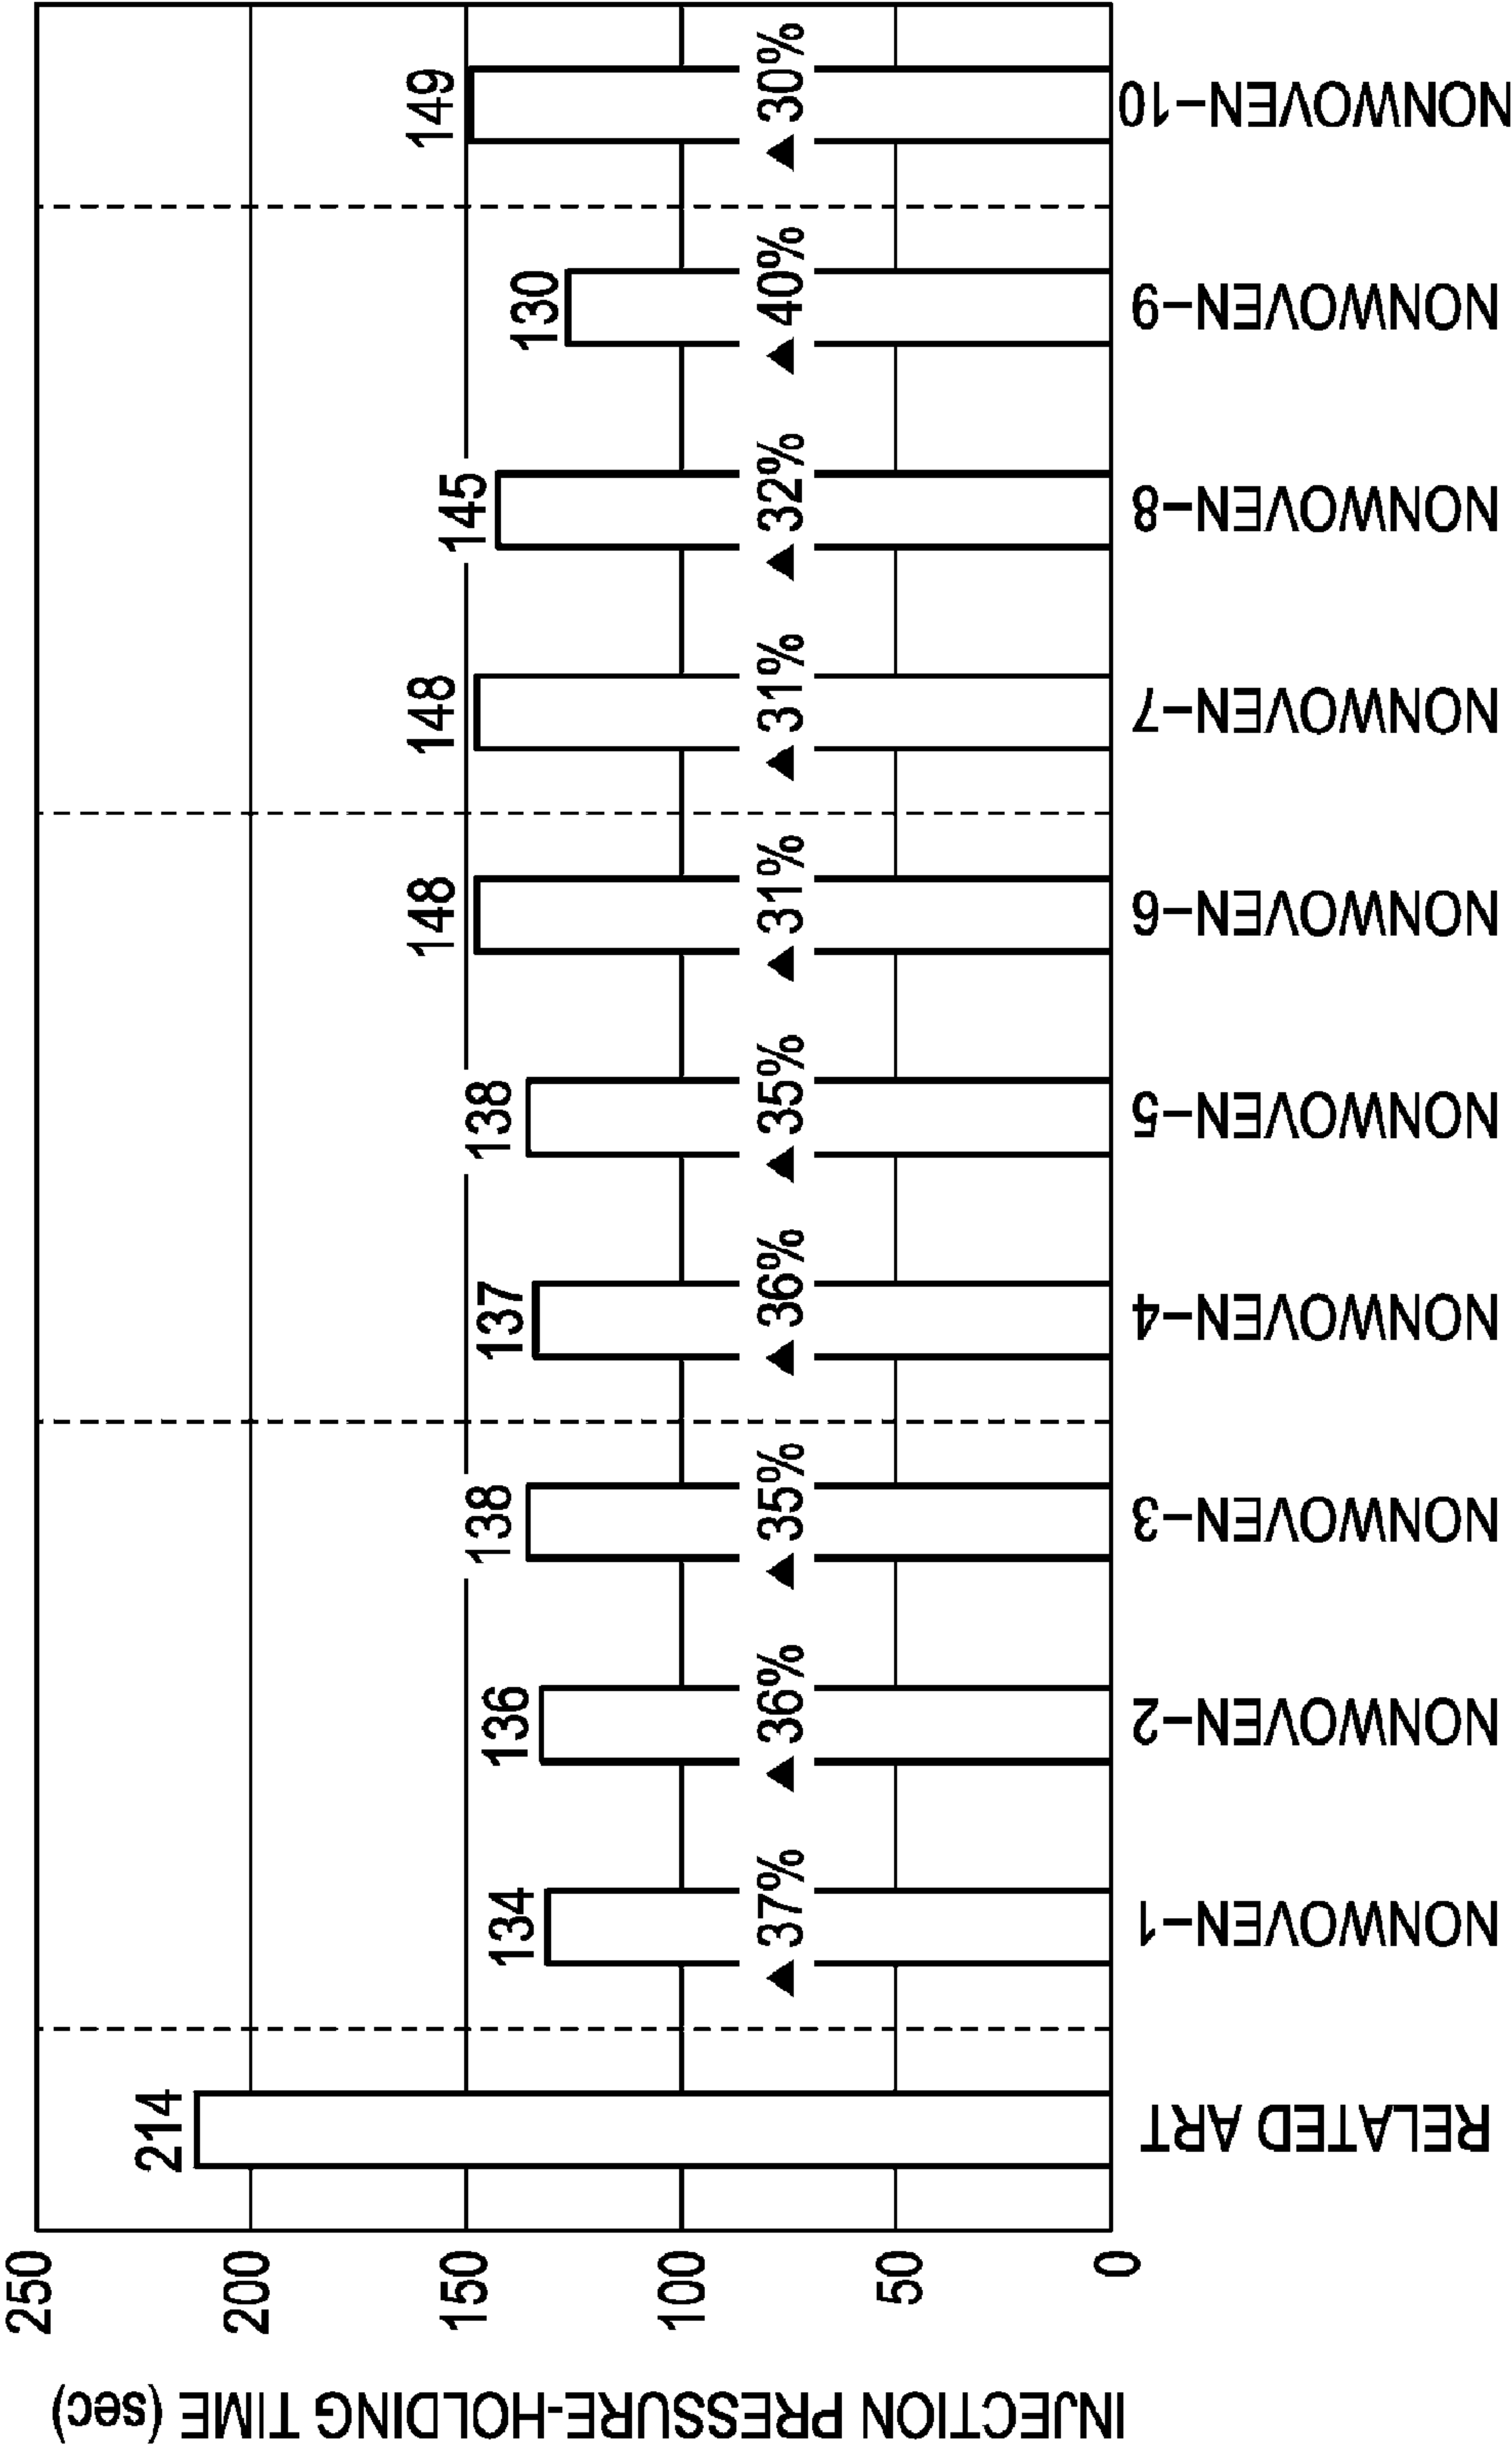 INJECTION PRESSURE-HOLDING TIME (sec)
250
200
150
100
50
0
214
134
136
138
137
138
148
148
145
130
149
▲37%
▲36%
▲35%
▲36%
▲35%
▲31%
▲31%
▲32%
▲40%
▲30%
RELATED ART
NONWOVEN-1
NONWOVEN-2
NONWOVEN-3
NONWOVEN-4
NONWOVEN-5
NONWOVEN-6
NONWOVEN-7
NONWOVEN-8
NONWOVEN-9
NONWOVEN-10